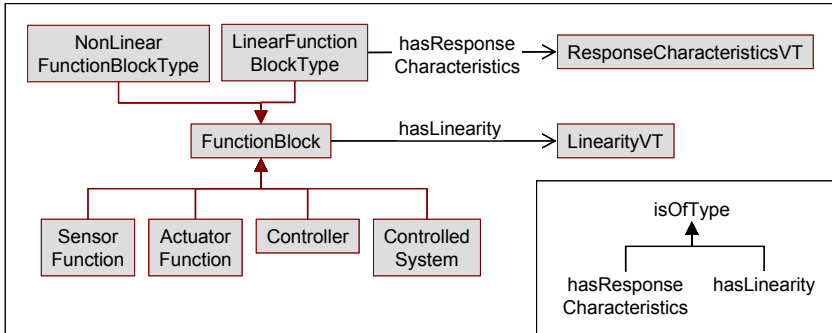 NonLinear
FunctionBlockType
LinearFunction
BlockType
hasResponse
Characteristics
ResponseCharacteristicsVT
FunctionBlock
hasLinearity
LinearityVT
Sensor
Function
Actuator
Function
Controller
Controlled
System
isOfType
hasResponse
Characteristics
hasLinearity